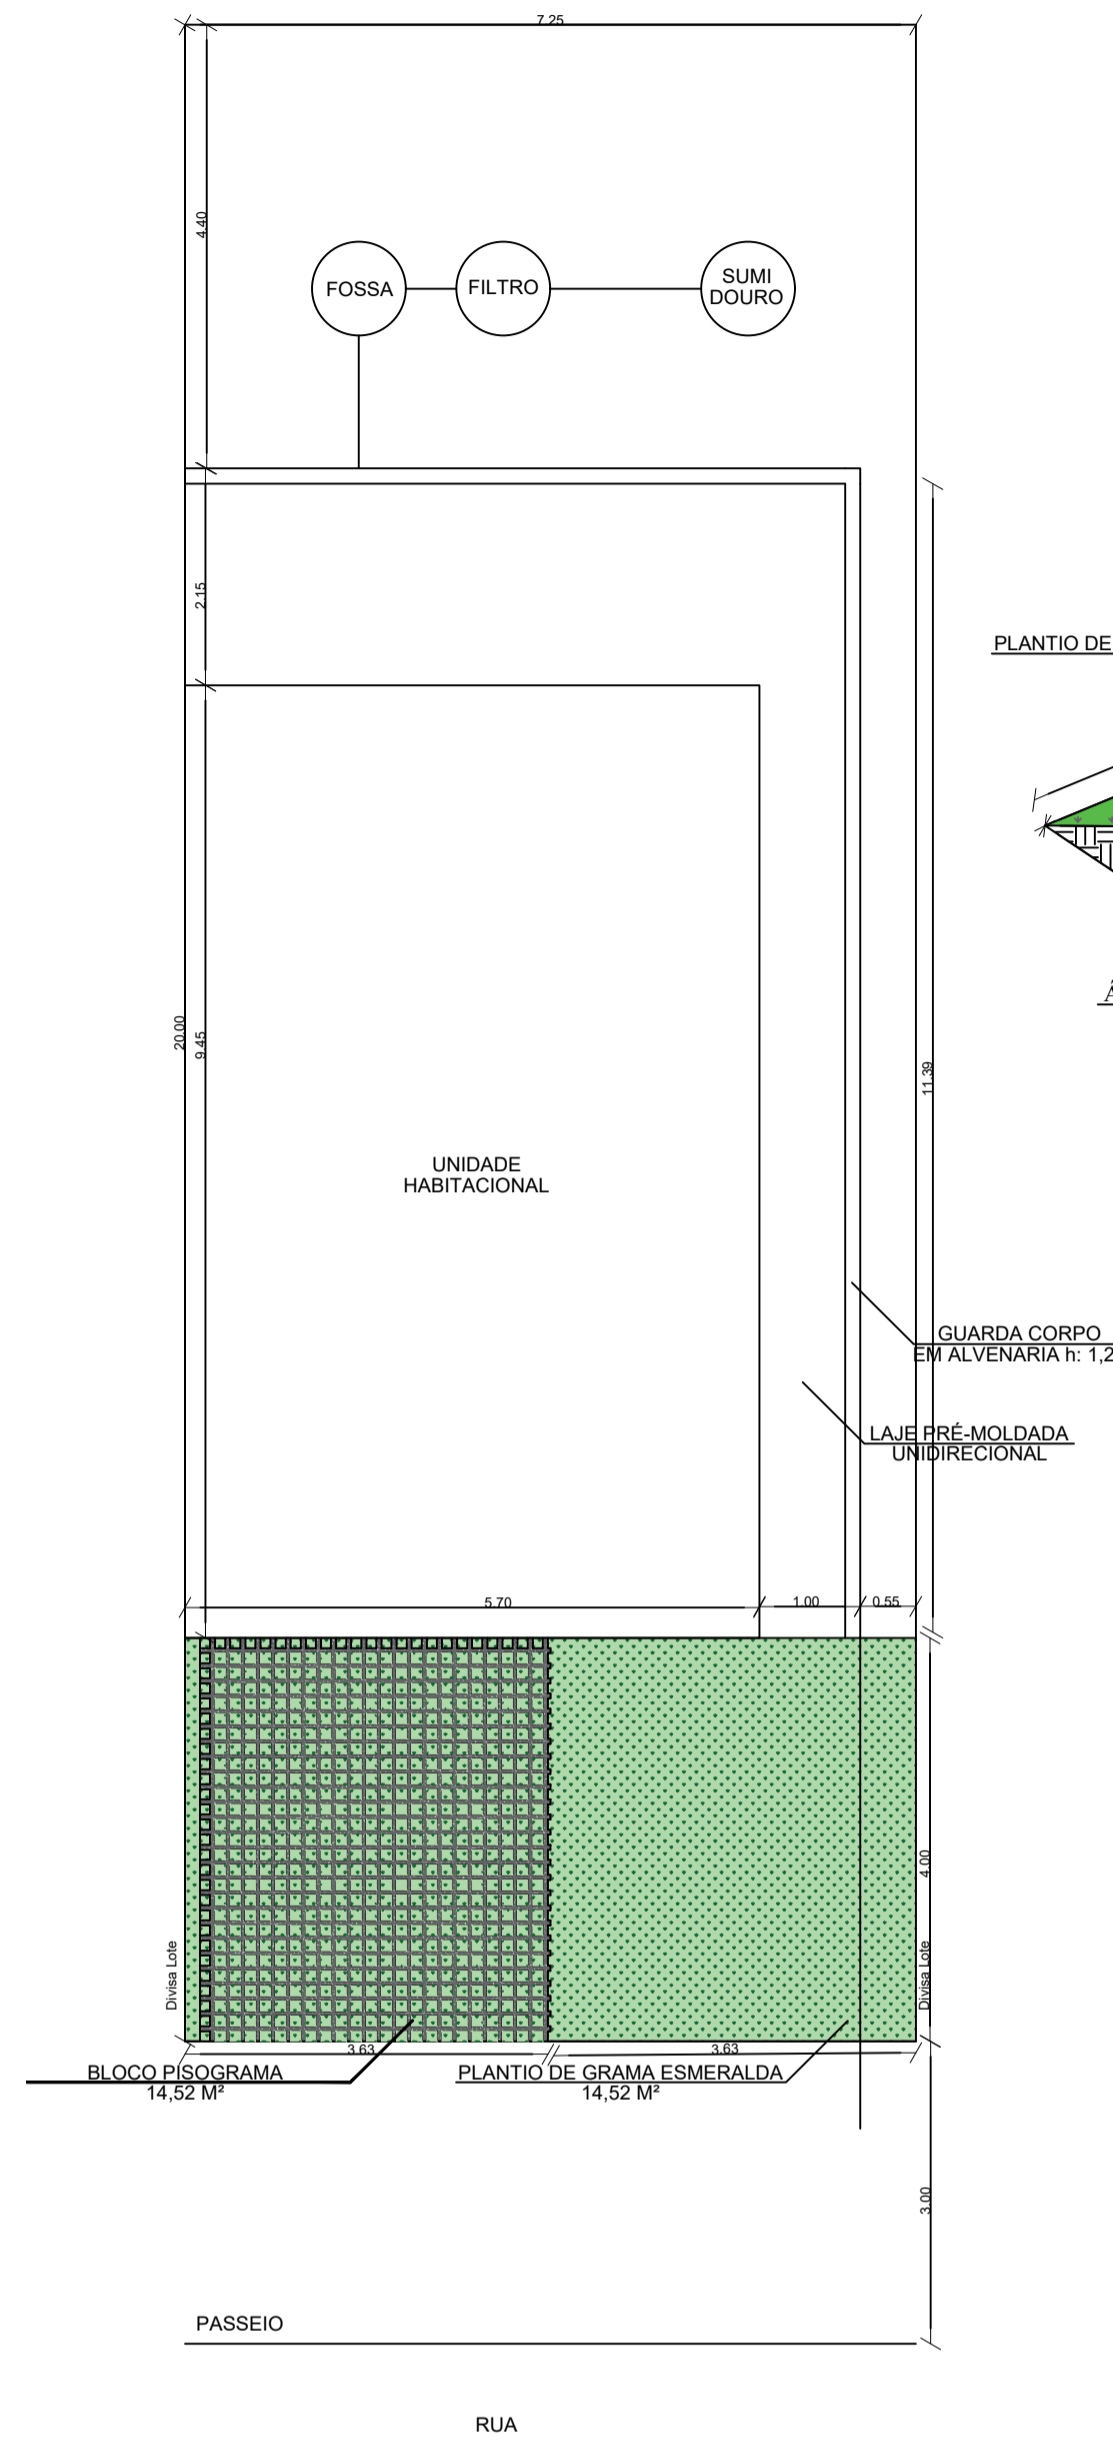 7.25
4.40
FOSSA
FILTRO
SUMI
DOURO
2.15
PLANTIO DE
20.00
9.45
11.39
UNIDADE
HABITACIONAL
GUARDA CORPO
EM ALVENARIA h: 1,2
LAJE PRÉ-MOLDADA
UNIDIRECIONAL
5.70
1.00
0.55
4.00
Divisa Lote
Divisa Lote
3.63
3.63
BLOCO PISOGRAMA
14,52 M²
PLANTIO DE GRAMA ESMERALDA
14,52 M²
3.00
PASSEIO
RUA